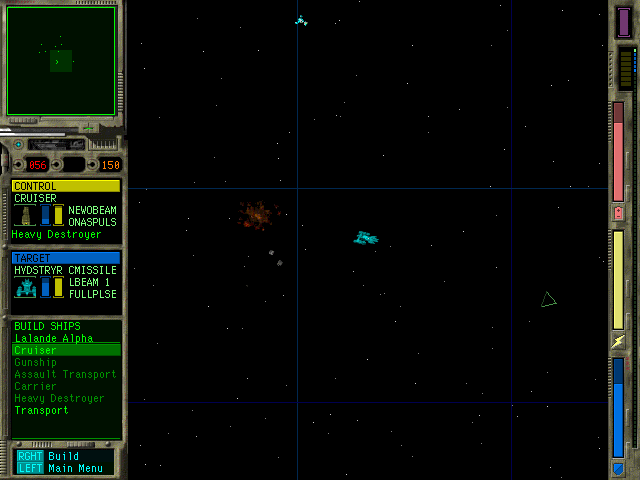 056 150
CONTROL
CRUISER
NEWOBEAM
ONASPULS
Heavy Destroyer
TARGET
HYDSTRYR CMISSILE
LBEAM 1
FULLPLSE
BUILD SHIPS
Lalande Alpha
Cruiser
Gunship
Assault Transport
Carrier
Heavy Destroyer
Transport
RGHT Build
LEFT Main Menu